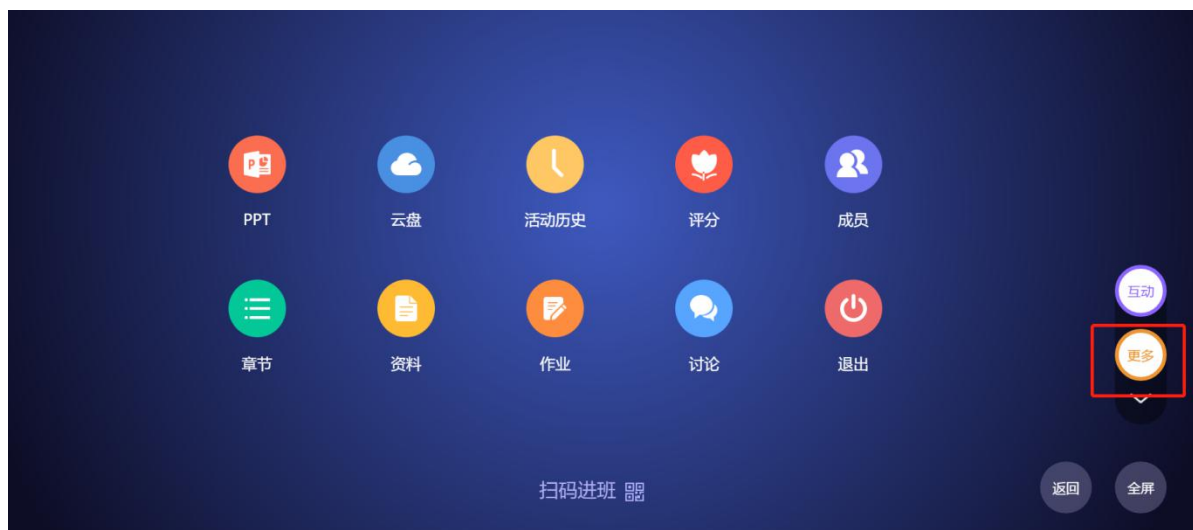 PPT
云盘
活动历史
评分
成员
章节
资料
作业
讨论
退出
互动
更多
扫码进班
返回
全屏